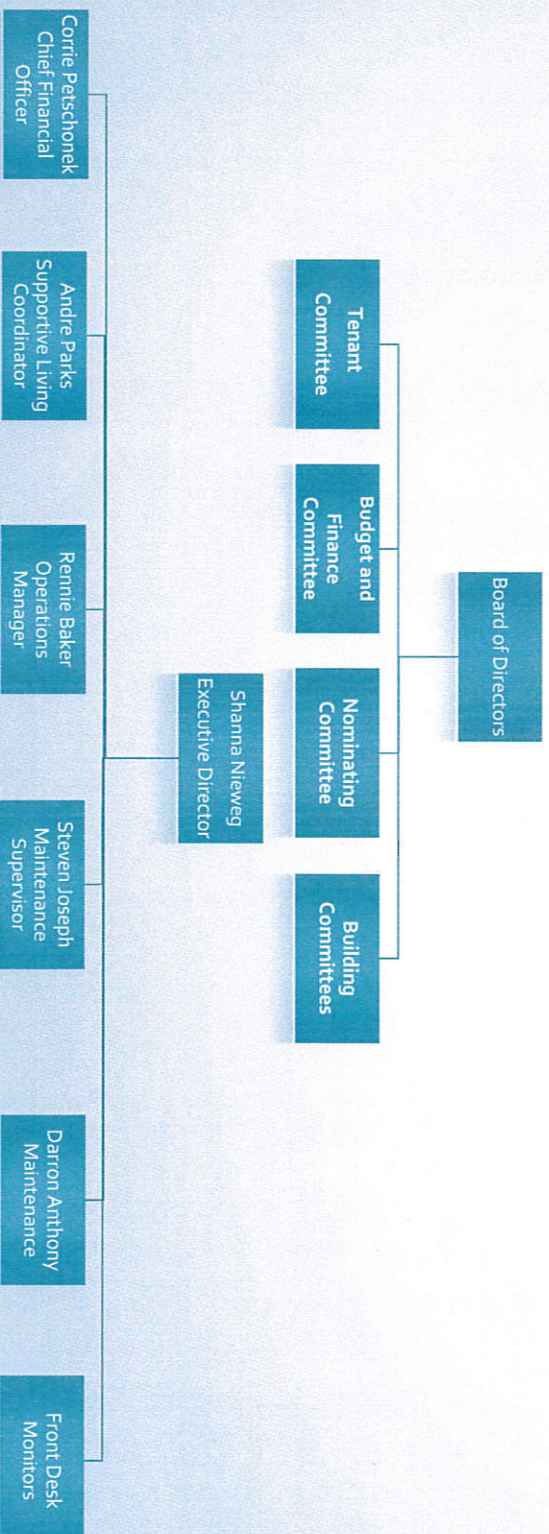 Board of Directors
Tenant
Committee
Budget and
Finance
Committee
Nominating
Committee
Building
Committees
Shanna Nieweg
Executive Director
Corrie Petschonek
Chief Financial
Officer
Andre Parks
Supportive Living
Coordinator
Rennie Baker
Operations
Manager
Steven Joseph
Maintenance
Supervisor
Darron Anthony
Maintenance
Front Desk
Monitors